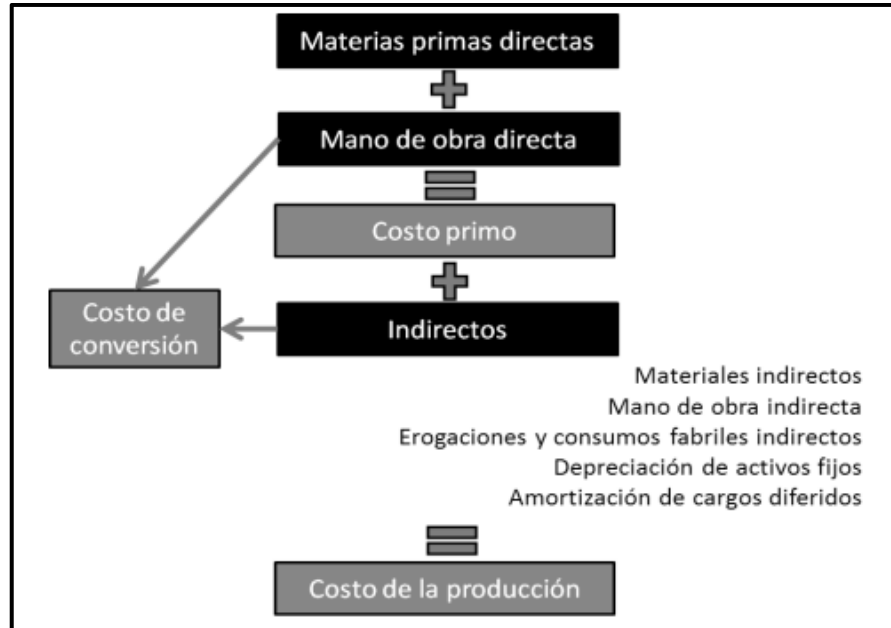 Materias primas directas
Mano de obra directa
Costo primo
Costo de
conversión
Indirectos
Materiales indirectos
Mano de obra indirecta
Erogaciones y consumos fabriles indirectos
Depreciación de activos fijos
Amortización de cargos diferidos
Costo de la producción